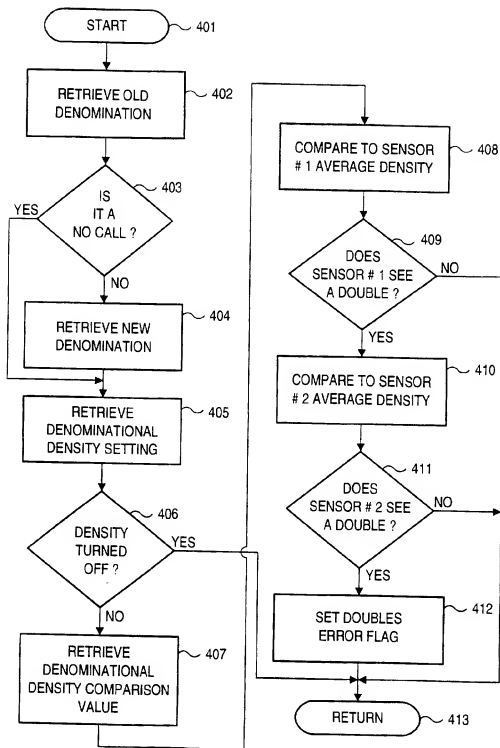 START
401
RETRIEVE OLD
DENOMINATION
402
IS
IT A
NO CALL ?
403
YES
NO
RETRIEVE NEW
DENOMINATION
404
RETRIEVE
DENOMINATIONAL
DENSITY SETTING
405
DENSITY
TURNED
OFF ?
406
YES
NO
RETRIEVE
DENOMINATIONAL
DENSITY COMPARISON
VALUE
407
COMPARE TO SENSOR
# 1 AVERAGE DENSITY
408
DOES
SENSOR # 1 SEE
A DOUBLE ?
409
NO
YES
COMPARE TO SENSOR
# 2 AVERAGE DENSITY
410
DOES
SENSOR # 2 SEE
A DOUBLE ?
411
NO
YES
SET DOUBLES
ERROR FLAG
412
RETURN
413